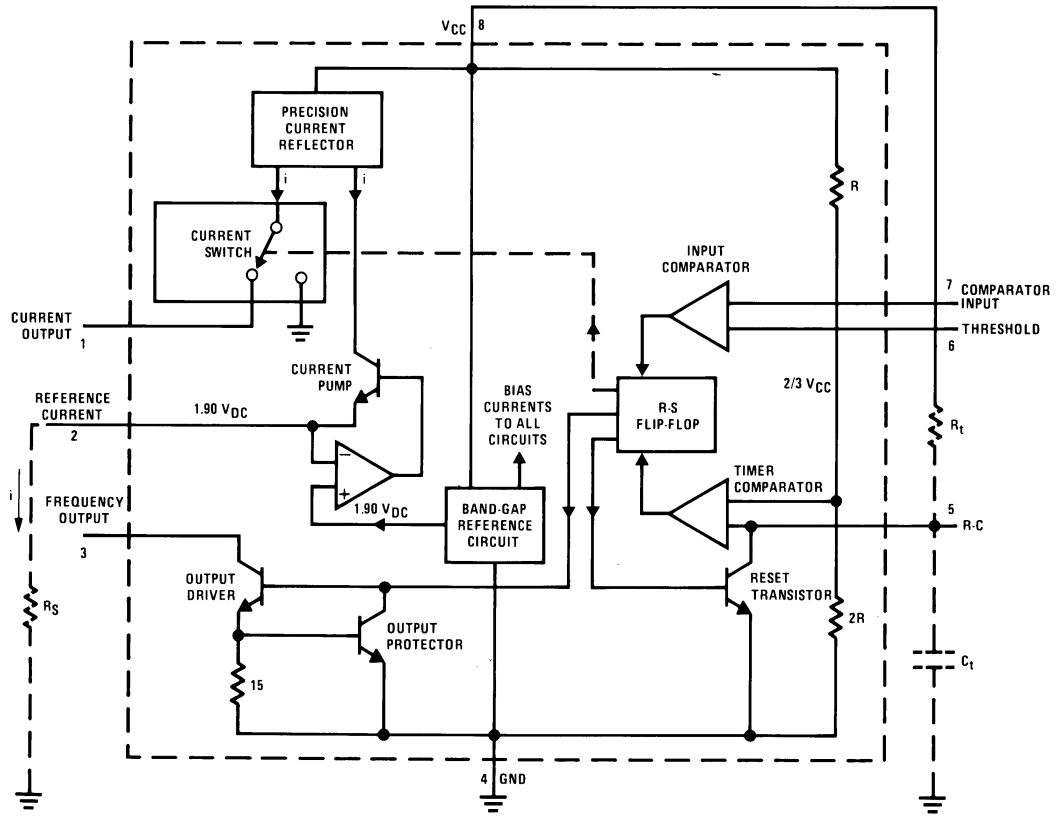 VCC 8
PRECISION
CURRENT
REFLECTOR
i
i
R
CURRENT
SWITCH
INPUT
COMPARATOR
7 COMPARATOR
INPUT
THRESHOLD
6
CURRENT
OUTPUT
1
CURRENT
PUMP
BIAS
CURRENTS
TO ALL
CIRCUITS
R-S
FLIP-FLOP
2/3 VCC
Rt
REFERENCE
CURRENT
2
1.90 VDC
−
+
1.90 VDC
BAND-GAP
REFERENCE
CIRCUIT
TIMER
COMPARATOR
5
R-C
i
FREQUENCY
OUTPUT
3
RS
OUTPUT
DRIVER
OUTPUT
PROTECTOR
RESET
TRANSISTOR
2R
15
Ct
4 GND